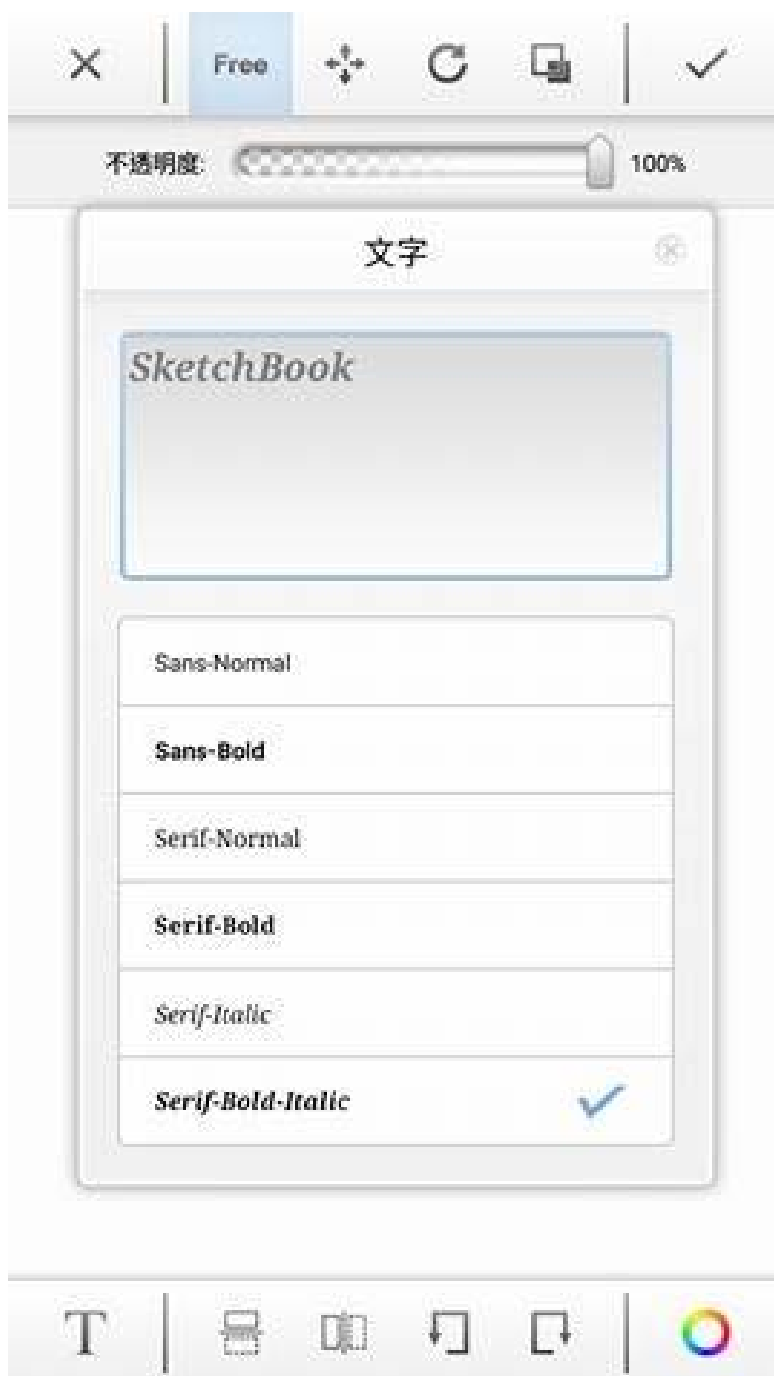 Free
不透明度: 100%
文字
SketchBook
Sans-Normal
Sans-Bold
Serif-Normal
Serif-Bold
Serif-Italic
Serif-Bold-Italic
T